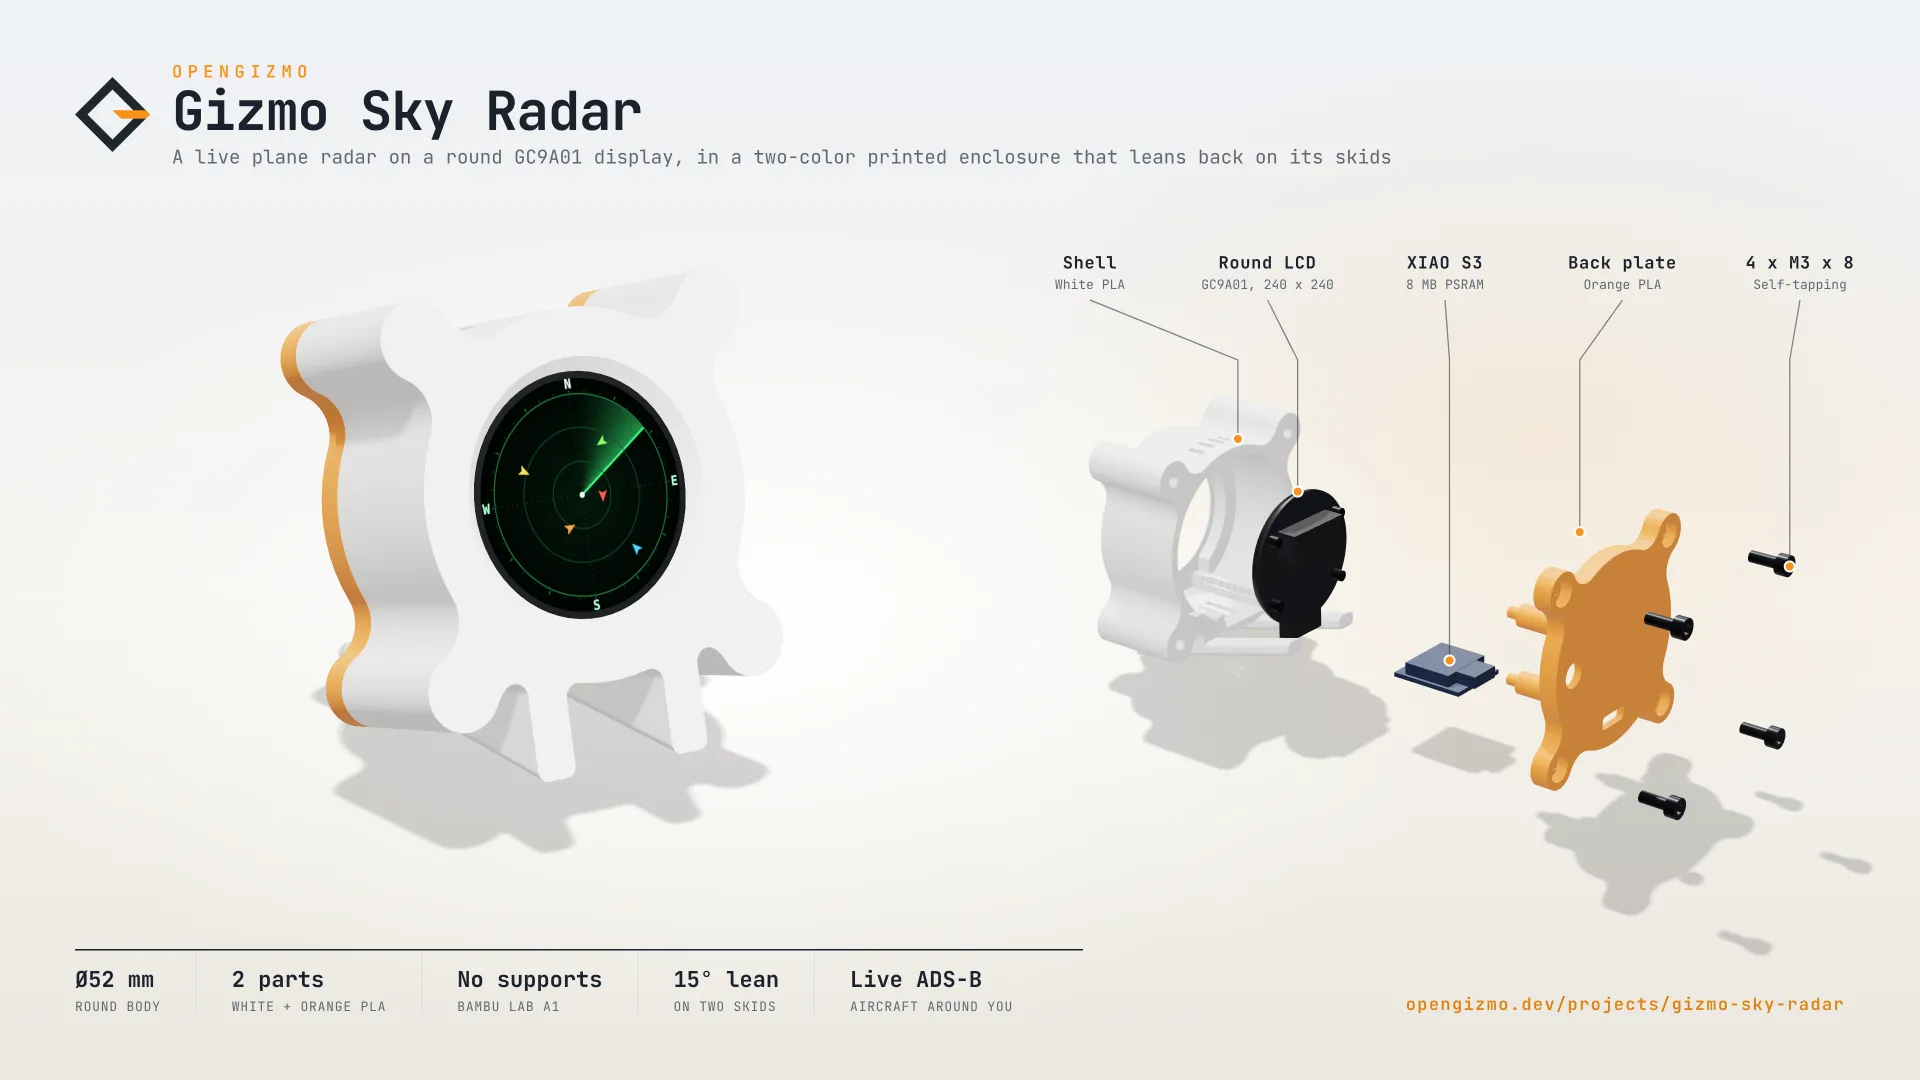 OPENGIZMO
Gizmo Sky Radar
A live plane radar on a round GC9A01 display, in a two-color printed enclosure that leans back on its skids
Shell
White PLA
Round LCD
GC9A01, 240 x 240
XIAO S3
8 MB PSRAM
Back plate
Orange PLA
4 x M3 x 8
Self-tapping
N
E
W
S
Ø52 mm
ROUND BODY
2 parts
WHITE + ORANGE PLA
No supports
BAMBU LAB A1
15° lean
ON TWO SKIDS
Live ADS-B
AIRCRAFT AROUND YOU
opengizmo.dev/projects/gizmo-sky-radar